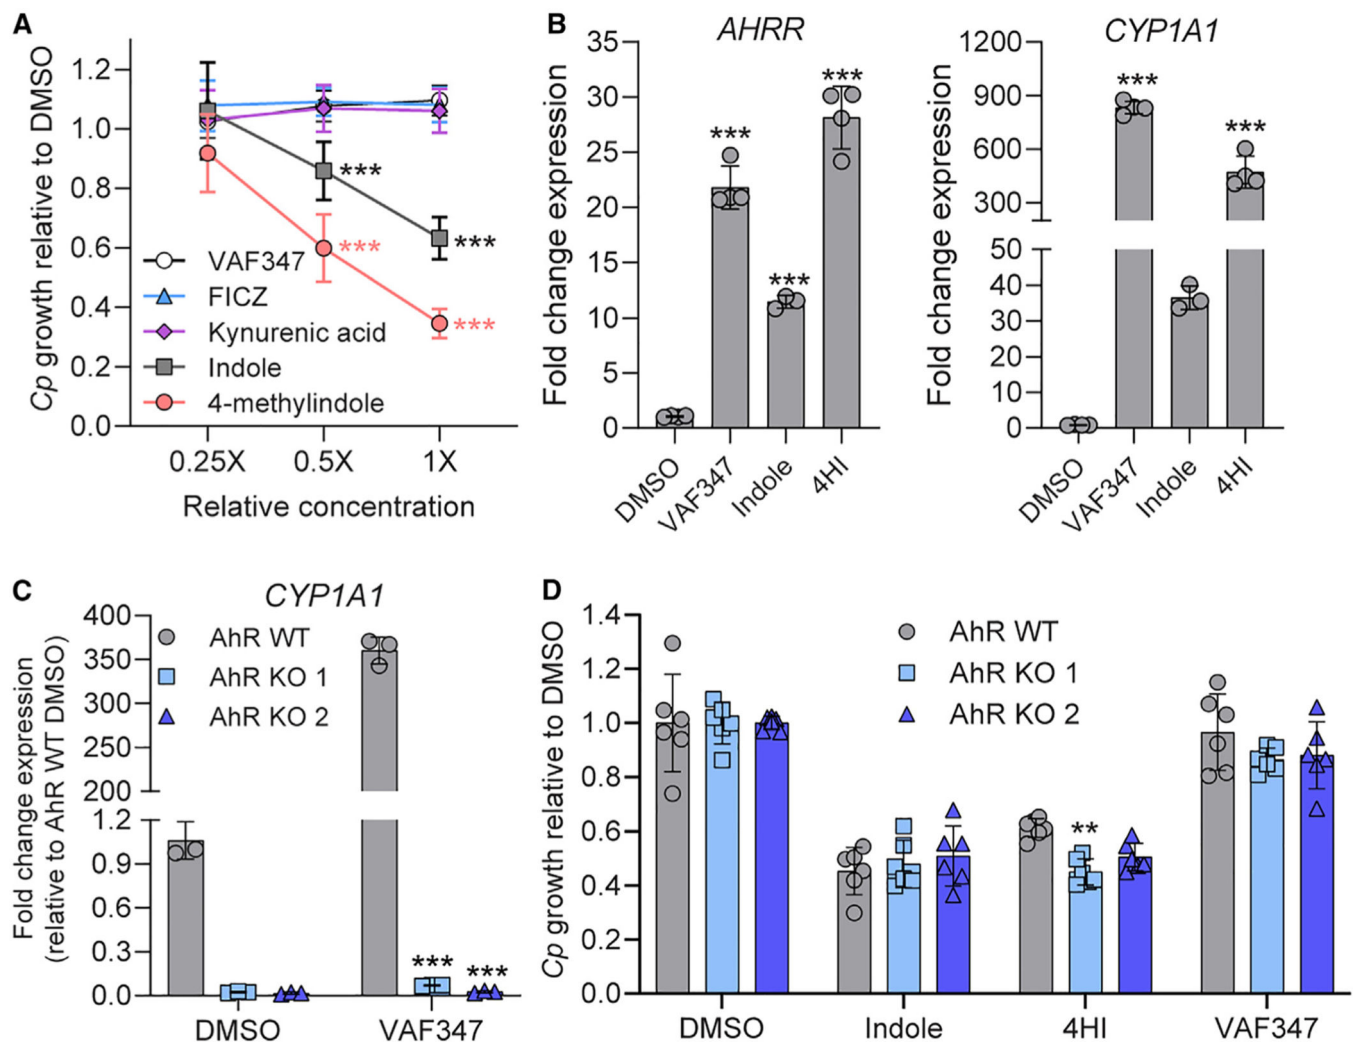 A
Cp growth relative to DMSO
1.2
1.0
0.8
0.6
0.4
0.2
0.0
***
***
***
***
VAF347
FICZ
Kynurenic acid
Indole
4-methylindole
0.25X 0.5X 1X
Relative concentration
B
AHRR
Fold change expression
35
30
25
20
15
10
5
0
***
***
***
DMSO VAF347 Indole 4HI
CYP1A1
Fold change expression
1200
900
600
300
50
40
30
20
10
0
***
***
DMSO VAF347 Indole 4HI
C
CYP1A1
Fold change expression
(relative to AhR WT DMSO)
400
350
300
250
200
1.2
0.9
0.6
0.3
0.0
AhR WT
AhR KO 1
AhR KO 2
*** ***
DMSO VAF347
D
Cp growth relative to DMSO
1.4
1.2
1.0
0.8
0.6
0.4
0.2
0.0
AhR WT
AhR KO 1
AhR KO 2
**
DMSO Indole 4HI VAF347